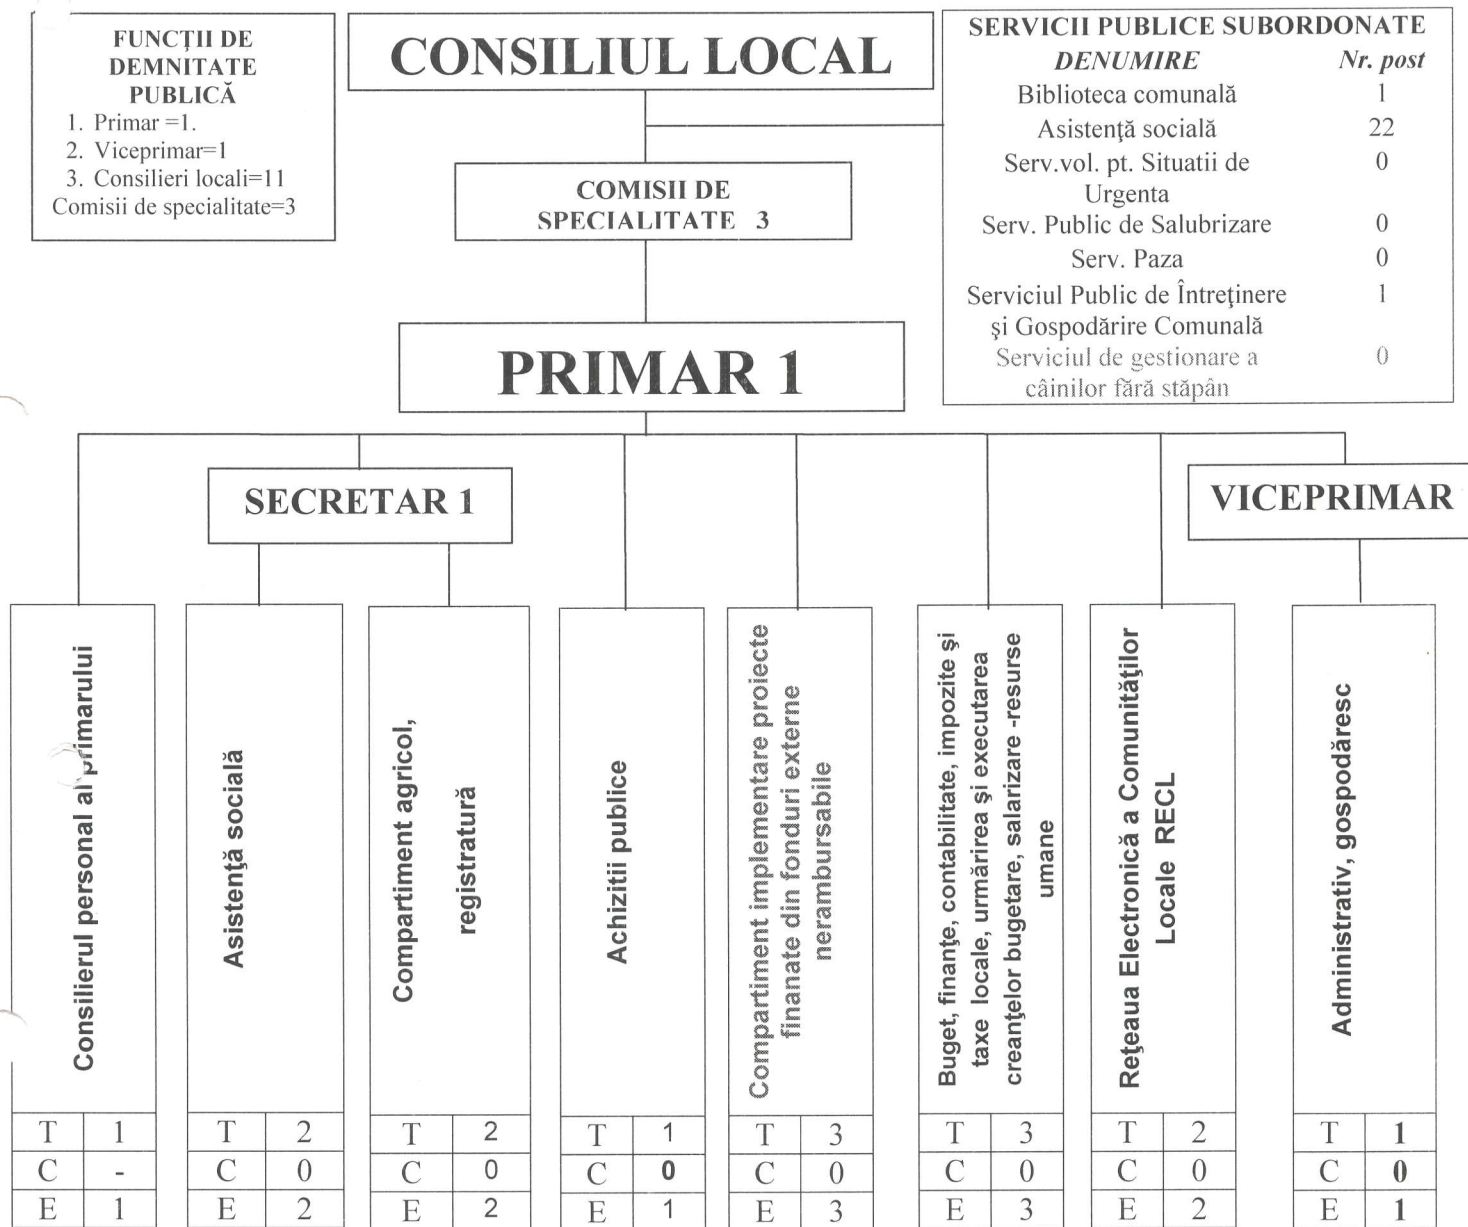 FUNCŢII DE
DEMNITATE
PUBLICĂ
1. Primar =1.
2. Viceprimar=1
3. Consilieri locali=11
Comisii de specialitate=3
CONSILIUL LOCAL
SERVICII PUBLICE SUBORDONATE
DENUMIRE Nr. post
Biblioteca comunală 1
Asistenţă socială 22
Serv.vol. pt. Situatii de 0
Urgenta
Serv. Public de Salubrizare 0
Serv. Paza 0
Serviciul Public de Întreţinere 1
şi Gospodărire Comunală
Serviciul de gestionare a 0
câinilor fără stăpân
COMISII DE
SPECIALITATE 3
PRIMAR 1
SECRETAR 1
VICEPRIMAR
Consilierul personal al primarului
T 1
C -
E 1
Asistenţă socială
T 2
C 0
E 2
Compartiment agricol,
registratură
T 2
C 0
E 2
Achizitii publice
T 1
C 0
E 1
Compartiment implementare proiecte
finanate din fonduri externe
nerambursabile
T 3
C 0
E 3
Buget, finanţe, contabilitate, impozite şi
taxe locale, urmărirea şi executarea
creanţelor bugetare, salarizare -resurse
umane
T 3
C 0
E 3
Reţeaua Electronică a Comunităţilor
Locale RECL
T 2
C 0
E 2
Administrativ, gospodăresc
T 1
C 0
E 1